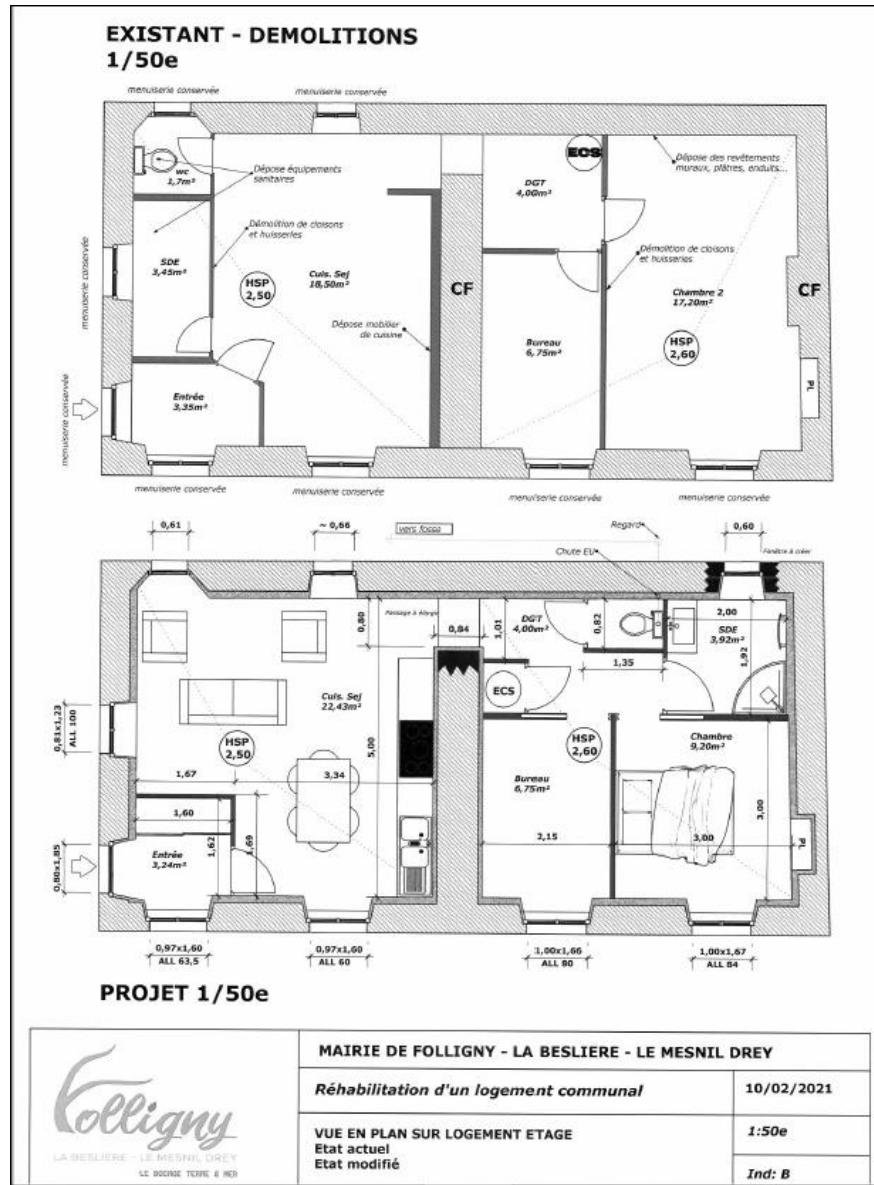 EXISTANT - DEMOLITIONS
1/50e
menuiserie conservée
menuiserie conservée
wc
1,7m²
Dépose équipements
sanitaires
DGT
4,00m²
ECS
Dépose des revêtements
muraux, plâtres, enduits...
menuiserie conservée
SDE
3,45m²
Démolition de cloisons
et huisseries
HSP
2,50
Cuis. Sej
18,50m²
CF
Démolition de cloisons
et huisseries
Chambre 2
17,20m²
CF
Dépose mobilier
de cuisine
Bureau
6,75m²
HSP
2,60
menuiserie conservée
Entrée
3,35m²
PL
menuiserie conservée
menuiserie conservée
menuiserie conservée
menuiserie conservée
0,61
~ 0,66
vers fosse
Regard
0,60
Chute EU
Fenêtre à créer
0,80
Passage à élargir
0,84
1,01
DGT
4,00m²
0,82
2,00
SDE
3,92m²
1,92
1,35
ECS
0,81x1,23
ALL 100
Cuis. Sej
22,43m²
HSP
2,50
5,00
HSP
2,60
Chambre
9,20m²
1,67
3,34
Bureau
6,75m²
1,60
1,62
1,69
2,15
3,00
3,00
0,80x1,85
Entrée
3,24m²
PL
0,97x1,60
ALL 63,5
0,97x1,60
ALL 60
1,00x1,66
ALL 80
1,00x1,67
ALL 84
PROJET 1/50e
Folligny
LA BESLIERE - LE MESNIL DREY
LE BOCAGE TERRE & MER
MAIRIE DE FOLLIGNY - LA BESLIERE - LE MESNIL DREY
Réhabilitation d'un logement communal
10/02/2021
VUE EN PLAN SUR LOGEMENT ETAGE
Etat actuel
Etat modifié
1:50e
Ind: B